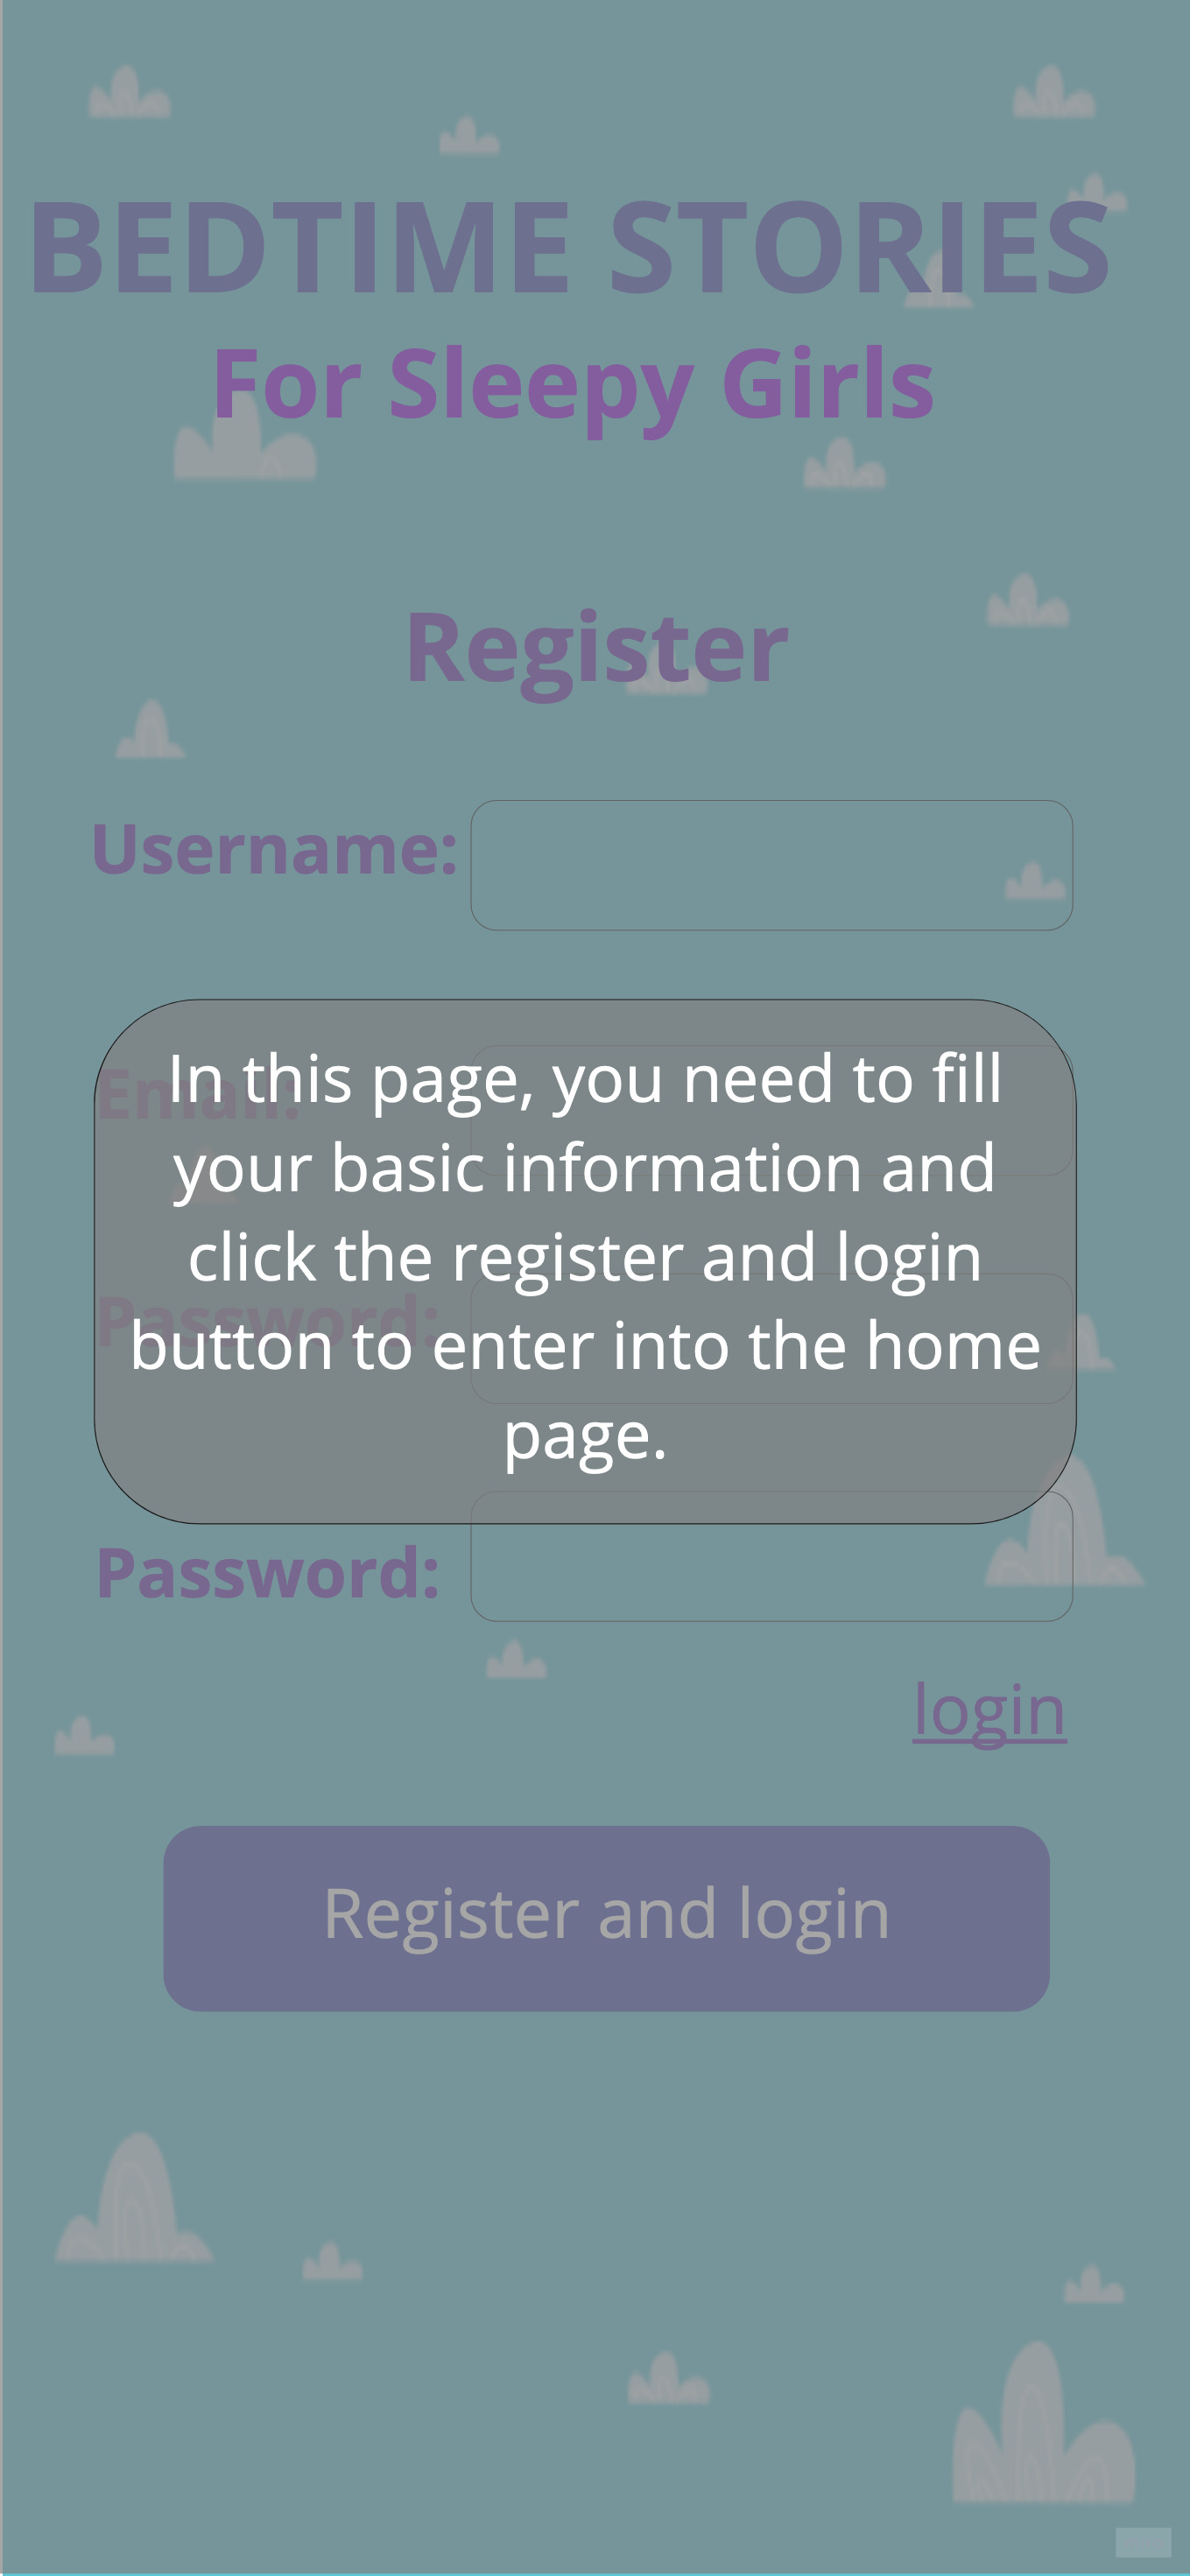 BEDTIME STORIES
For Sleepy Girls
Register
Username:
Email:
In this page, you need to fill
your basic information and
click the register and login
Password:
button to enter into the home
page.
Password:
login
Register and login